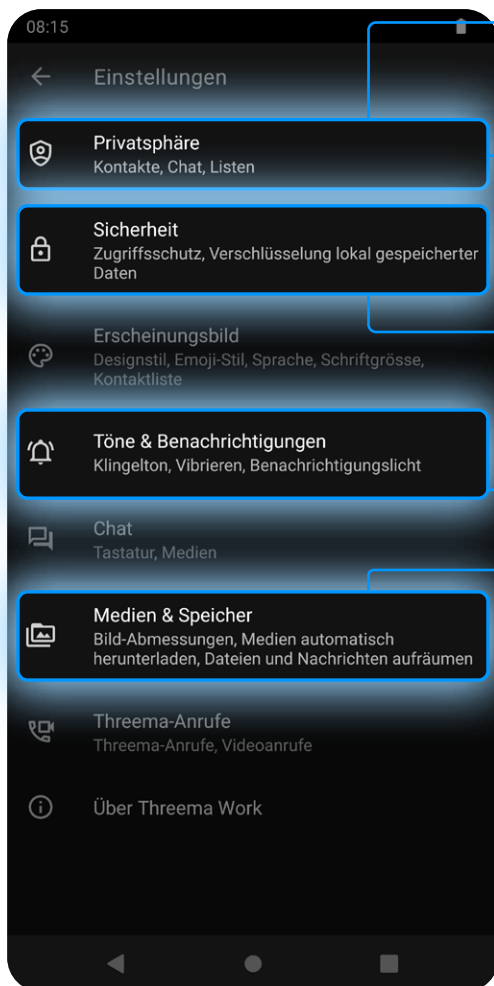 08:15
Einstellungen
Privatsphäre
Kontakte, Chat, Listen
Sicherheit
Zugriffsschutz, Verschlüsselung lokal gespeicherter
Daten
Erscheinungsbild
Designstil, Emoji-Stil, Sprache, Schriftgrösse,
Kontaktliste
Töne & Benachrichtigungen
Klingelton, Vibrieren, Benachrichtigungslicht
Chat
Tastatur, Medien
Medien & Speicher
Bild-Abmessungen, Medien automatisch
herunterladen, Dateien und Nachrichten aufräumen
Threema-Anrufe
Threema-Anrufe, Videoanrufe
Über Threema Work